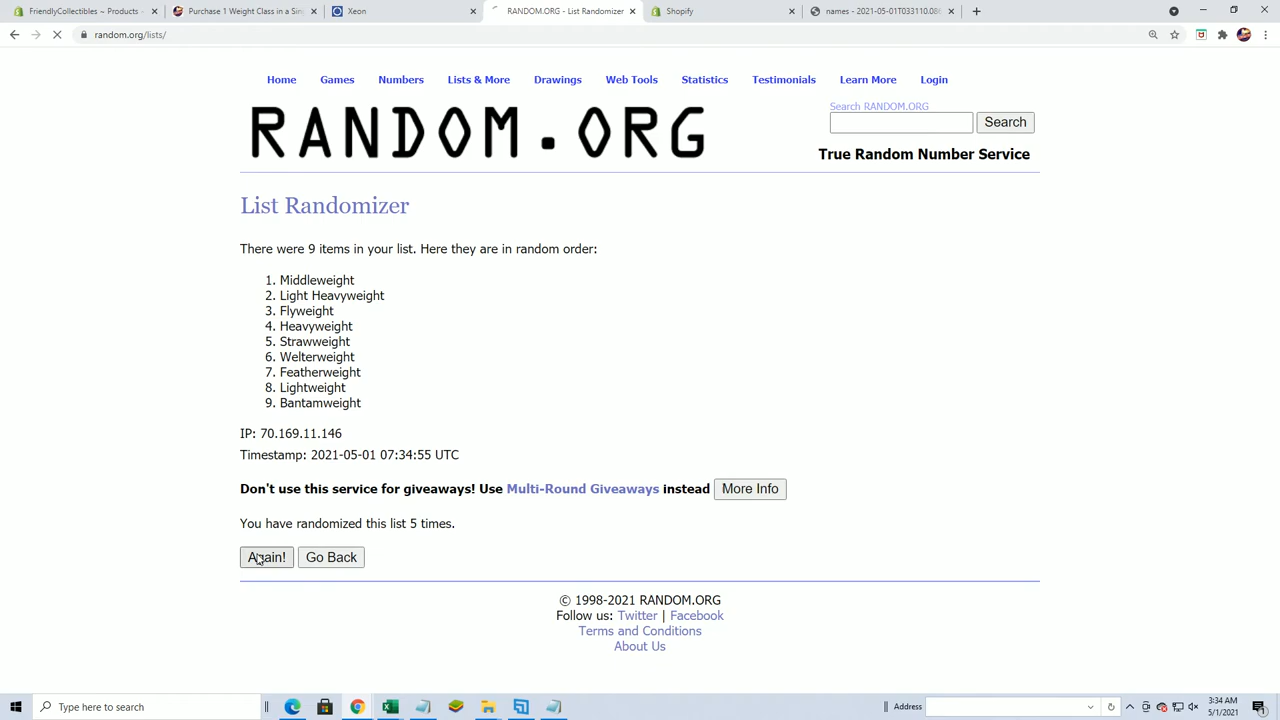 FriendlyCollectibles ~ Products
Purchase 1 Weight Class in a Sin
Xeon
RANDOM.ORG - List Randomizer
Shopify
names - 2021-05-01T033110.086
random.org/lists/
Home Games Numbers Lists & More Drawings Web Tools Statistics Testimonials Learn More Login
RANDOM.ORG
Search RANDOM.ORG
Search
True Random Number Service
List Randomizer
There were 9 items in your list. Here they are in random order:
1. Middleweight
2. Light Heavyweight
3. Flyweight
4. Heavyweight
5. Strawweight
6. Welterweight
7. Featherweight
8. Lightweight
9. Bantamweight
IP: 70.169.11.146
Timestamp: 2021-05-01 07:34:55 UTC
Don't use this service for giveaways! Use Multi-Round Giveaways instead More Info
You have randomized this list 5 times.
Again! Go Back
© 1998-2021 RANDOM.ORG
Follow us: Twitter | Facebook
Terms and Conditions
About Us
Type here to search
Address
3:34 AM
5/1/2021